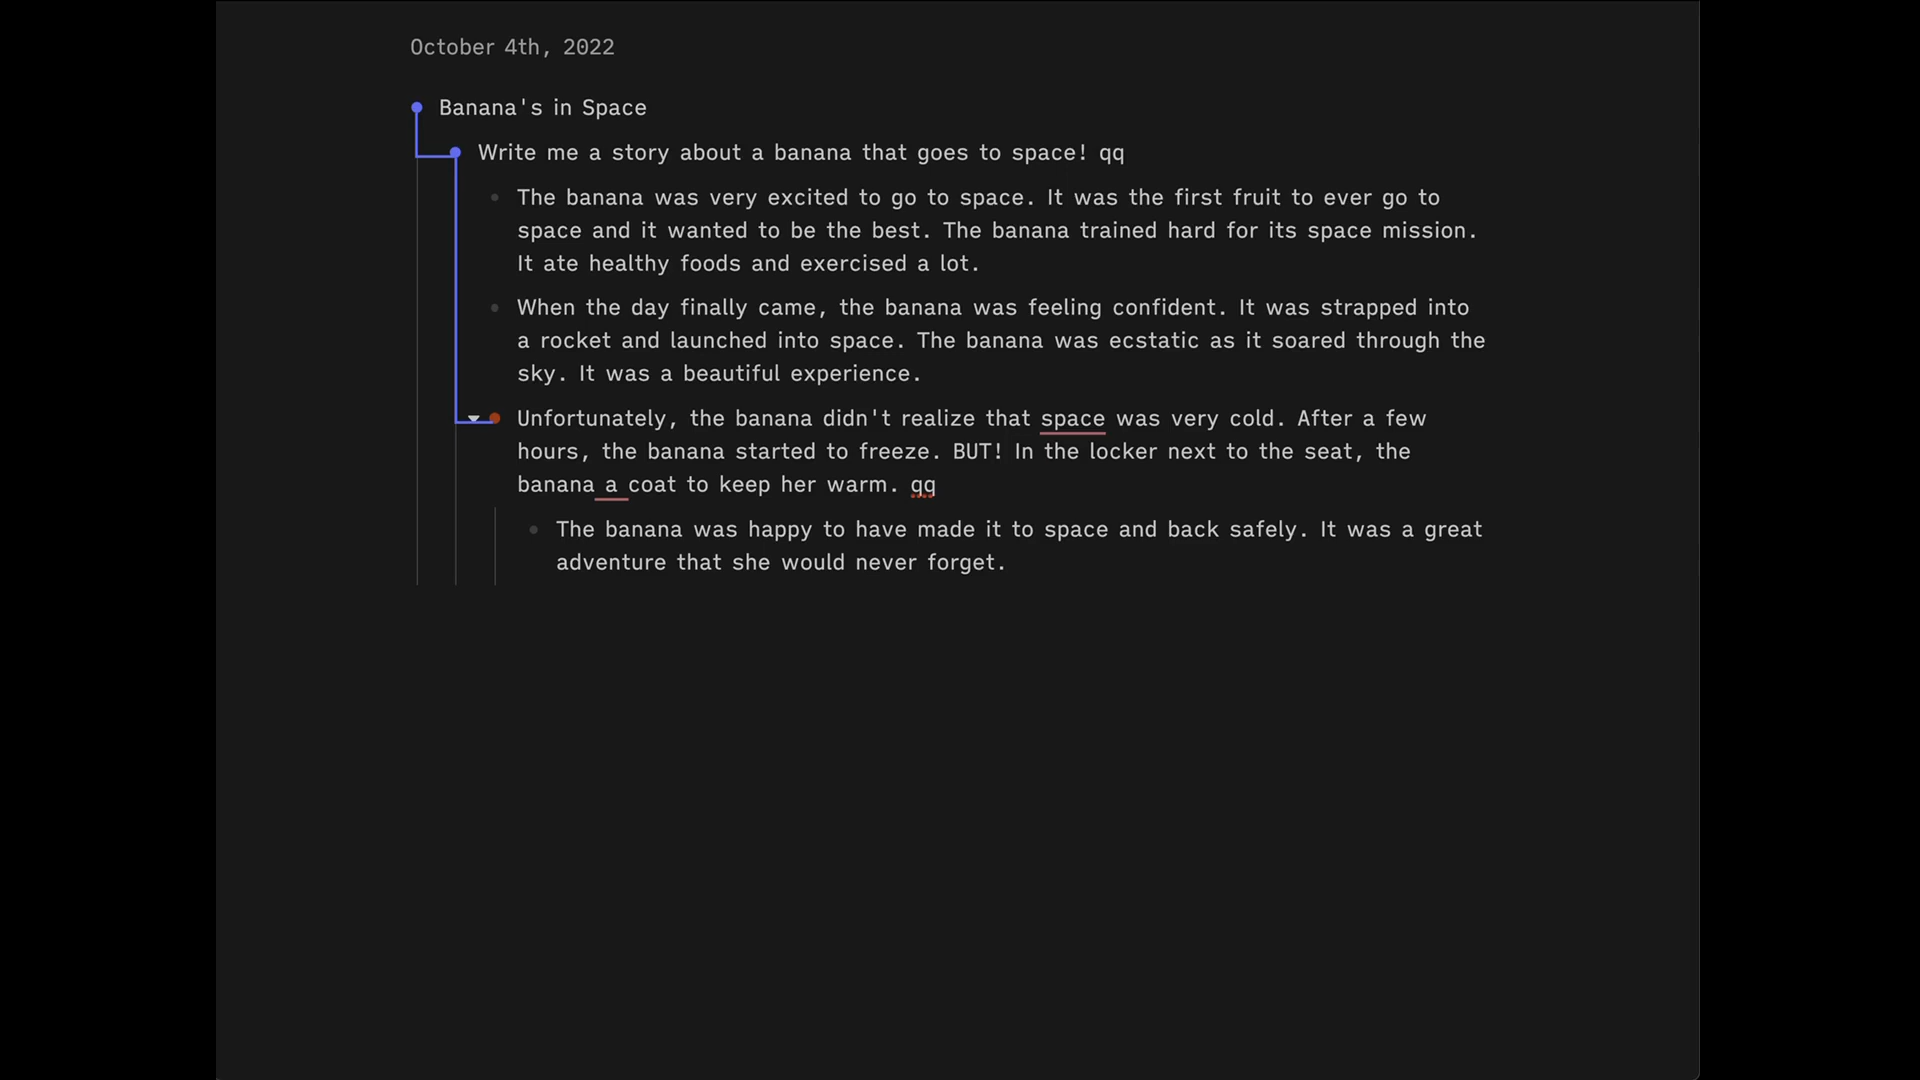 October 4th, 2022
Banana's in Space
Write me a story about a banana that goes to space! qq
The banana was very excited to go to space. It was the first fruit to ever go to
space and it wanted to be the best. The banana trained hard for its space mission.
It ate healthy foods and exercised a lot.
When the day finally came, the banana was feeling confident. It was strapped into
a rocket and launched into space. The banana was ecstatic as it soared through the
sky. It was a beautiful experience.
Unfortunately, the banana didn't realize that space was very cold. After a few
hours, the banana started to freeze. BUT! In the locker next to the seat, the
banana a coat to keep her warm. qq
The banana was happy to have made it to space and back safely. It was a great
adventure that she would never forget.